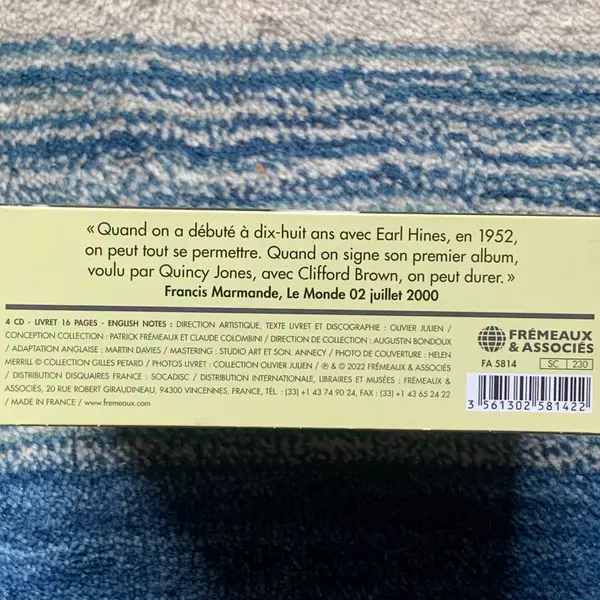 « Quand on a débuté à dix-huit ans avec Earl Hines, en 1952,
on peut tout se permettre. Quand on signe son premier album,
voulu par Quincy Jones, avec Clifford Brown, on peut durer. »
Francis Marmande, Le Monde 02 juillet 2000
4 CD - LIVRET 16 PAGES - ENGLISH NOTES : DIRECTION ARTISTIQUE, TEXTE LIVRET ET DISCOGRAPHIE : OLIVIER JULIEN /
CONCEPTION COLLECTION : PATRICK FRÉMEAUX ET CLAUDE COLOMBINI / DIRECTION DE COLLECTION : AUGUSTIN BONDOUX
/ ADAPTATION ANGLAISE : MARTIN DAVIES / MASTERING : STUDIO ART ET SON. ANNECY / PHOTO DE COUVERTURE : HELEN
MERRILL © COLLECTION GILLES PETARD / PHOTOS LIVRET : COLLECTION OLIVIER JULIEN / ℗ & © 2022 FRÉMEAUX & ASSOCIÉS
/ DISTRIBUTION DISQUAIRES FRANCE : SOCADISC / DISTRIBUTION INTERNATIONALE, LIBRAIRIES ET MUSÉES : FRÉMEAUX &
ASSOCIÉS, 20 RUE ROBERT GIRAUDINEAU, 94300 VINCENNES, FRANCE, TÉL. : (33) +1 43 74 90 24, FAX : (33) +1 43 65 24 22
/ MADE IN FRANCE / www.fremeaux.com
FRÉMEAUX
& ASSOCIÉS
FA 5814 SC 230
3 561302 581422